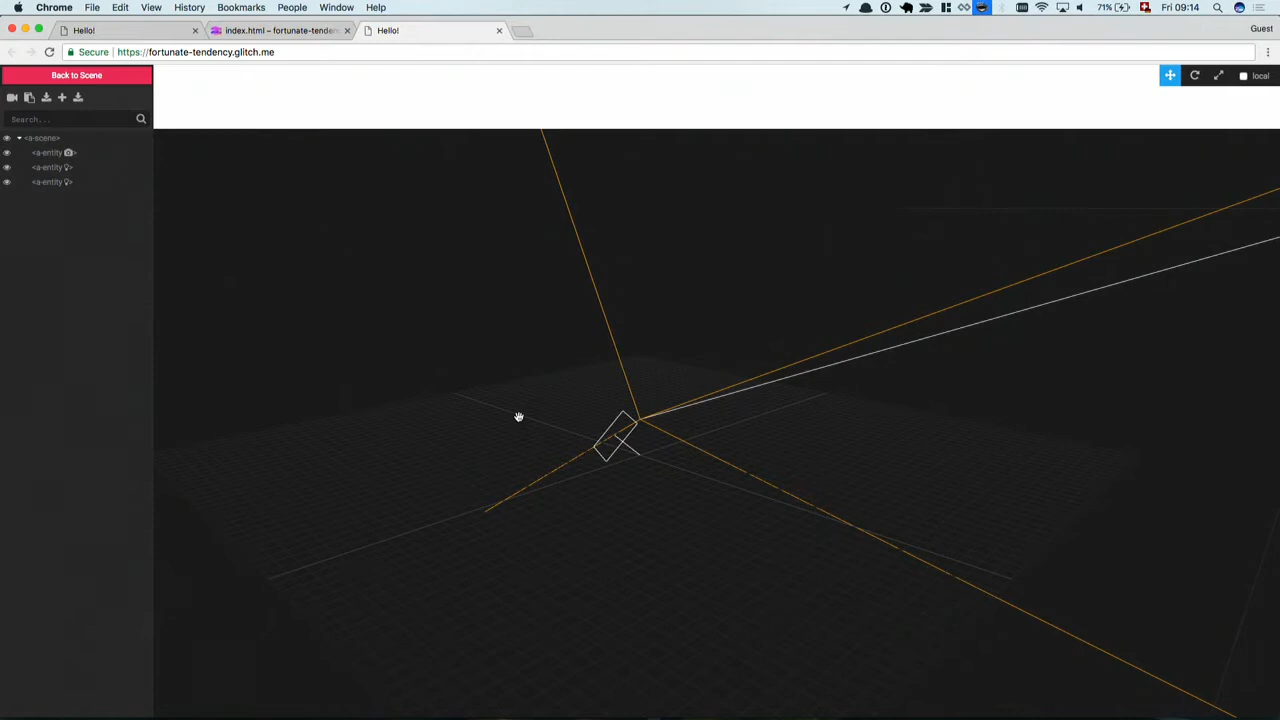 Chrome File Edit View History Bookmarks People Window Help 71% Fri 09:14
Hello! index.html – fortunate-tenden Hello! Guest
Secure https://fortunate-tendency.glitch.me
Back to Scene local
Search...
<a-scene>
<a-entity >
<a-entity >
<a-entity >